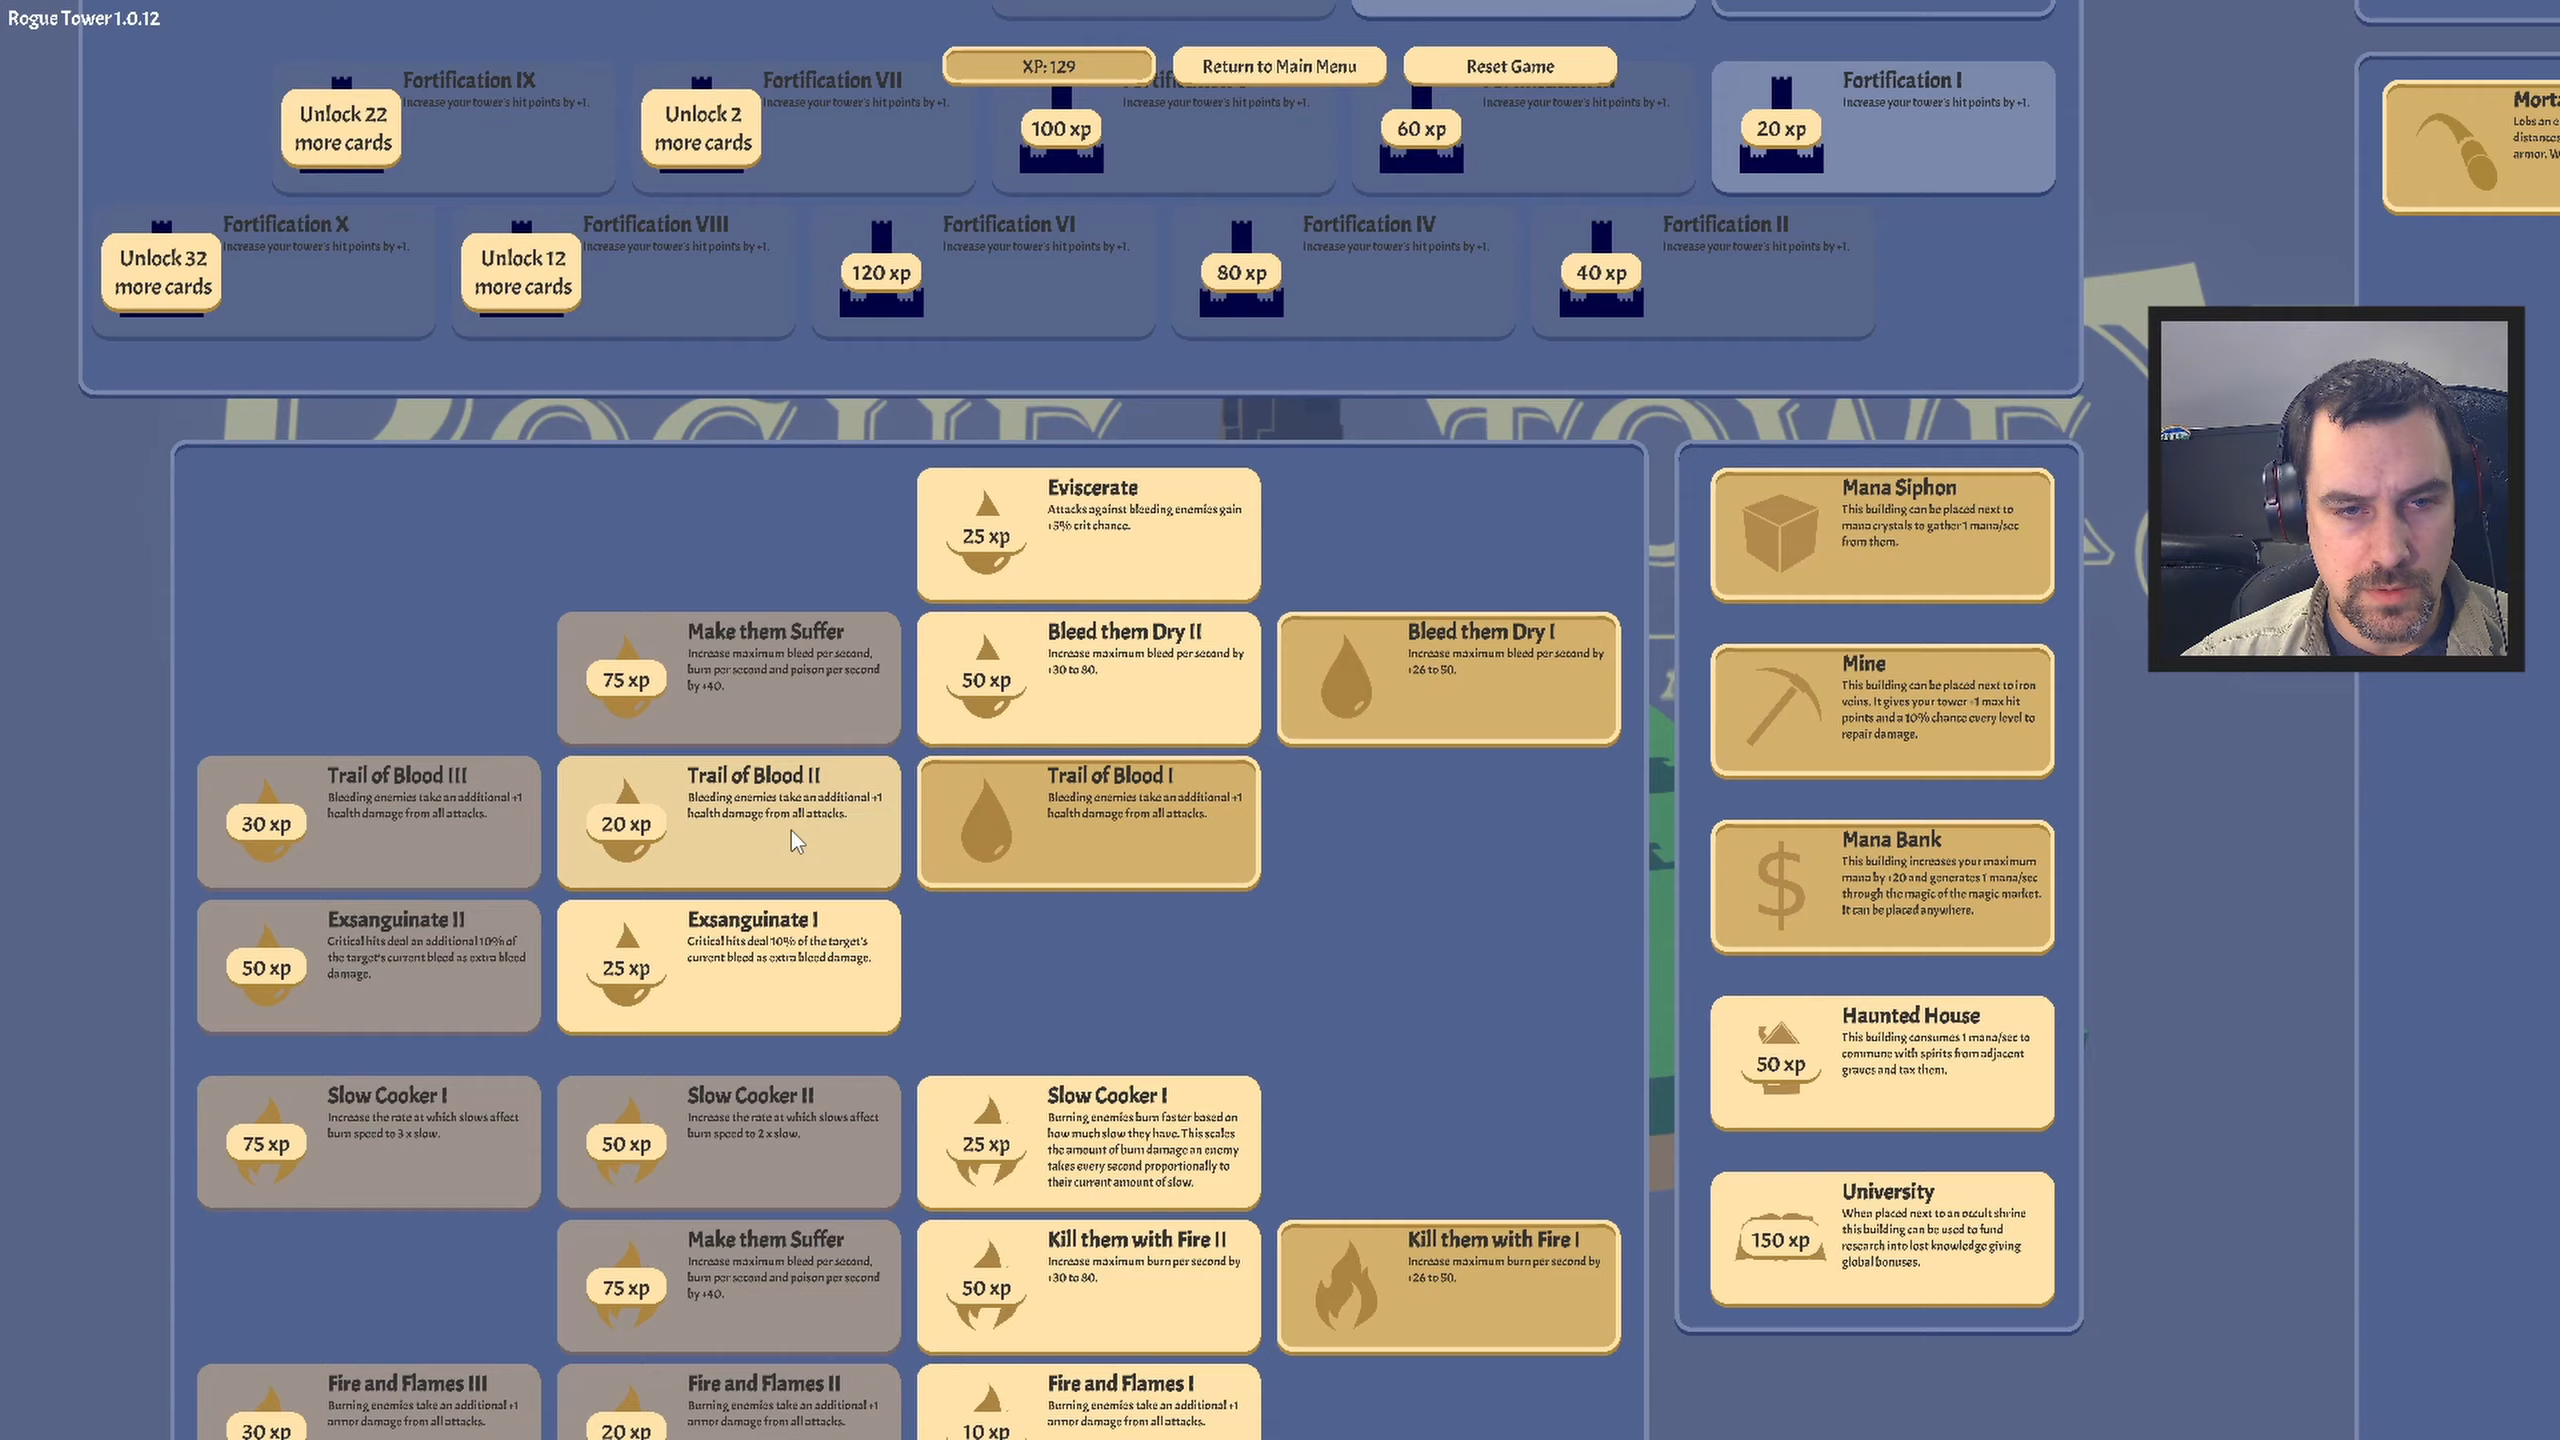 Rogue Tower 1.0.12
XP: 129
Return to Main Menu
Reset Game
Fortification IX
Increase your tower's hit points by +1.
Unlock 22
more cards
Fortification VII
Increase your tower's hit points by +1.
Unlock 2
more cards
Increase your tower's hit points by +1.
100 xp
Increase your tower's hit points by +1.
60 xp
Fortification I
Increase your tower's hit points by +1.
20 xp
Fortification X
Increase your tower's hit points by +1.
Unlock 32
more cards
Fortification VIII
Increase your tower's hit points by +1.
Unlock 12
more cards
Fortification VI
Increase your tower's hit points by +1.
120 xp
Fortification IV
Increase your tower's hit points by +1.
80 xp
Fortification II
Increase your tower's hit points by +1.
40 xp
ROGUE TOWE
Eviscerate
Attacks against bleeding enemies gain
+5% crit chance.
25 xp
Make them Suffer
Increase maximum bleed per second,
burn per second and poison per second
by +40.
75 xp
Bleed them Dry II
Increase maximum bleed per second by
+30 to 80.
50 xp
Bleed them Dry I
Increase maximum bleed per second by
+26 to 50.
Trail of Blood III
Bleeding enemies take an additional +1
health damage from all attacks.
30 xp
Trail of Blood II
Bleeding enemies take an additional +1
health damage from all attacks.
20 xp
Trail of Blood I
Bleeding enemies take an additional +1
health damage from all attacks.
Exsanguinate II
Critical hits deal an additional 10% of
the target's current bleed as extra bleed
damage.
50 xp
Exsanguinate I
Critical hits deal 10% of the target's
current bleed as extra bleed damage.
25 xp
Slow Cooker I
Increase the rate at which slows affect
burn speed to 3 x slow.
75 xp
Slow Cooker II
Increase the rate at which slows affect
burn speed to 2 x slow.
50 xp
Slow Cooker I
Burning enemies burn faster based on
how much slow they have. This scales
the amount of burn damage an enemy
takes every second proportionally to
their current amount of slow.
25 xp
Make them Suffer
Increase maximum bleed per second,
burn per second and poison per second
by +40.
75 xp
Kill them with Fire II
Increase maximum burn per second by
+30 to 80.
50 xp
Kill them with Fire I
Increase maximum burn per second by
+26 to 50.
Fire and Flames III
Burning enemies take an additional +1
armor damage from all attacks.
30 xp
Fire and Flames II
Burning enemies take an additional +1
armor damage from all attacks.
20 xp
Fire and Flames I
Burning enemies take an additional +1
armor damage from all attacks.
10 xp
Mana Siphon
This building can be placed next to
mana crystals to gather 1 mana/sec
from them.
Mine
This building can be placed next to iron
veins. It gives your tower +1 max hit
points and a 10% chance every level to
repair damage.
Mana Bank
This building increases your maximum
mana by +20 and generates 1 mana/sec
through the magic of the magic market.
It can be placed anywhere.
Haunted House
This building consumes 1 mana/sec to
commune with spirits from adjacent
graves and tax them.
50 xp
University
When placed next to an occult shrine
this building can be used to fund
research into lost knowledge giving
global bonuses.
150 xp
Morta
Lobs an e
distances
armor. W